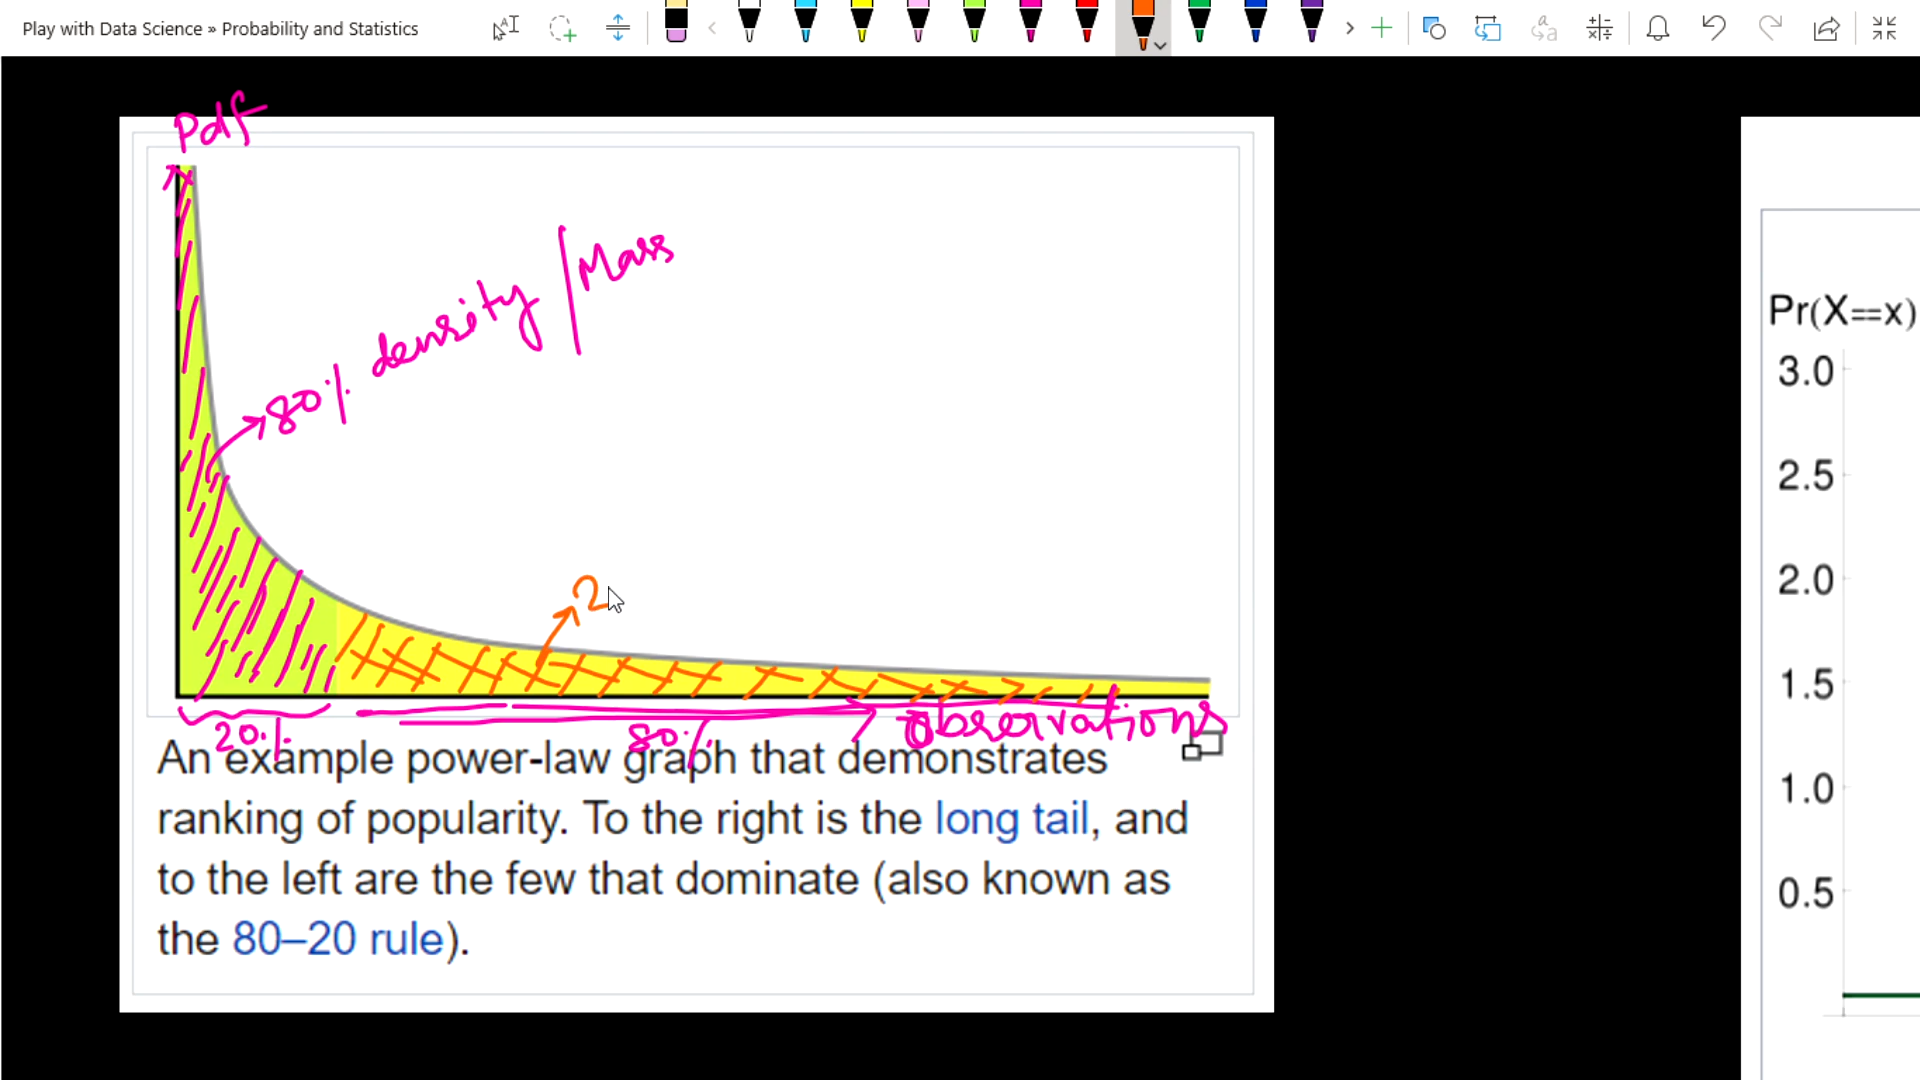 Play with Data Science » Probability and Statistics
Pdf
80% density/Mass
2
20%
80%
observations
An example power-law graph that demonstrates
ranking of popularity. To the right is the long tail, and
to the left are the few that dominate (also known as
the 80–20 rule).
Pr(X==x)
3.0
2.5
2.0
1.5
1.0
0.5